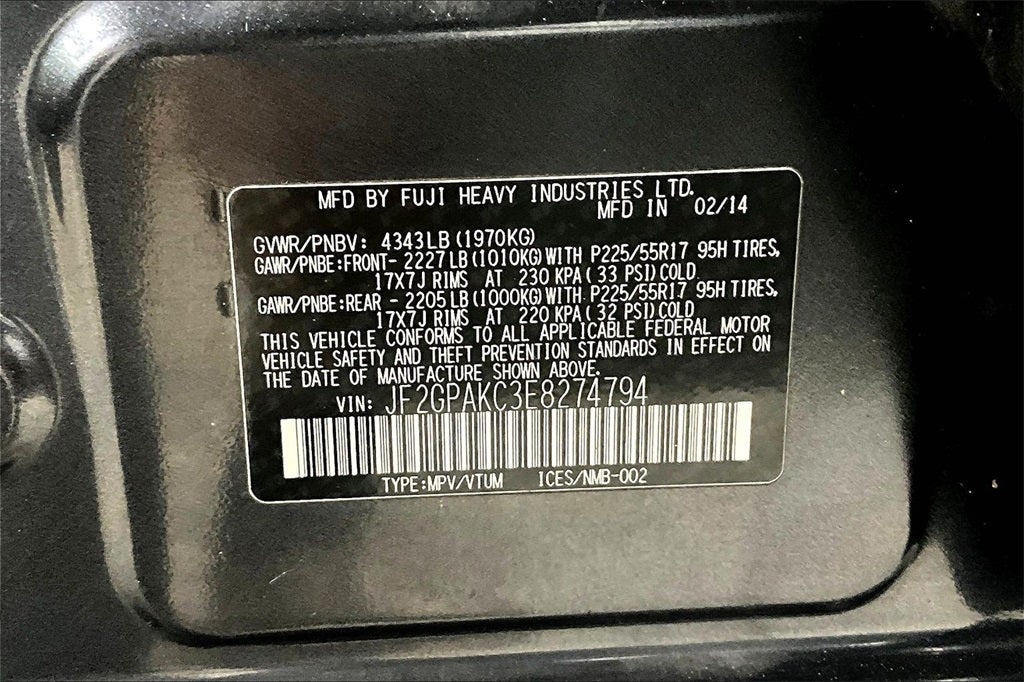 MFD BY FUJI HEAVY INDUSTRIES LTD.
MFD IN 02/14
GVWR/PNBV: 4343LB (1970KG)
GAWR/PNBE:FRONT- 2227LB (1010KG)WITH P225/55R17 95H TIRES,
17X7J RIMS AT 230 KPA (33 PSI)COLD
GAWR/PNBE:REAR - 2205LB (1000KG)WITH P225/55R17 95H TIRES,
17X7J RIMS AT 220 KPA (32 PSI)COLD
THIS VEHICLE CONFORMS TO ALL APPLICABLE FEDERAL MOTOR
VEHICLE SAFETY AND THEFT PREVENTION STANDARDS IN EFFECT ON
THE DATE OF MANUFACTURE SHOWN ABOVE.
VIN: JF2GPAKC3E8274794
TYPE:MPV/VTUM ICES/NMB-002